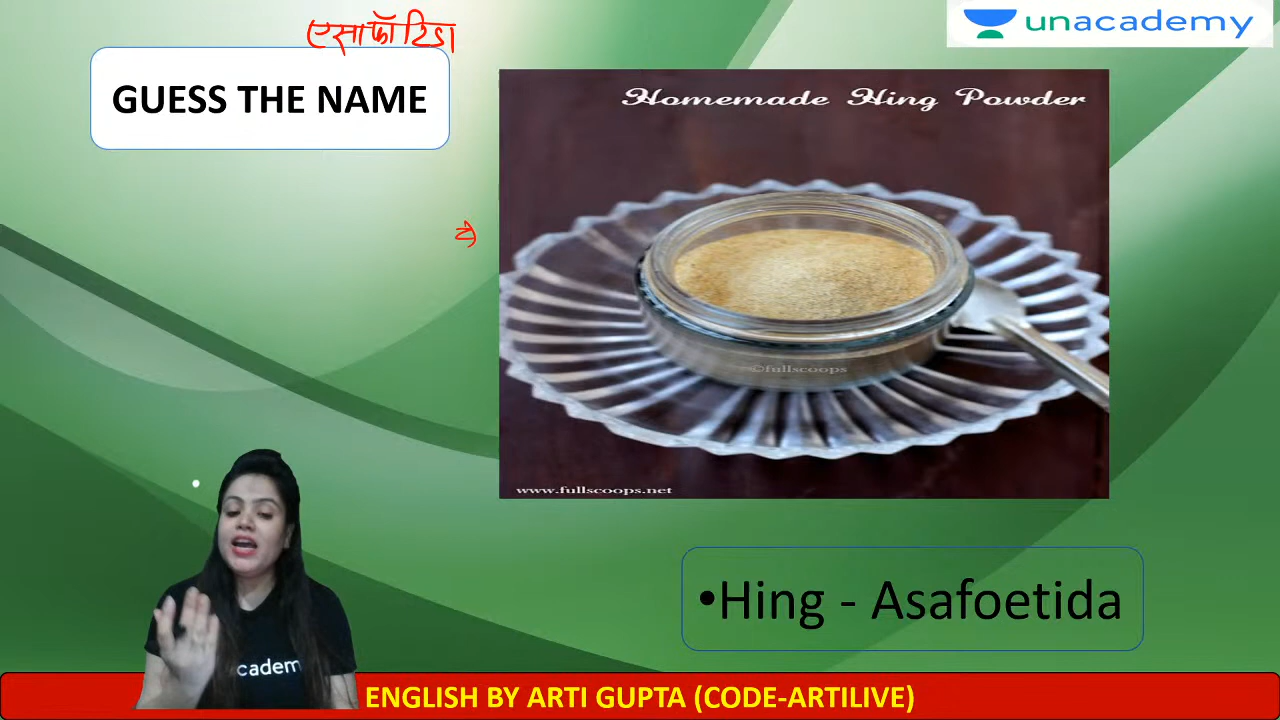 एसाफॉटिडा
unacademy
GUESS THE NAME
Homemade Hing Powder
©fullscoops
www.fullscoops.net
•Hing - Asafoetida
unacademy
ENGLISH BY ARTI GUPTA (CODE-ARTILIVE)